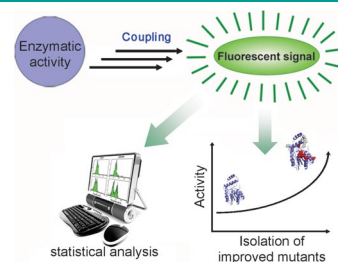 Enzymatic
activity
Coupling
Fluorescent signal
statistical analysis
Activity
Isolation of
improved mutants